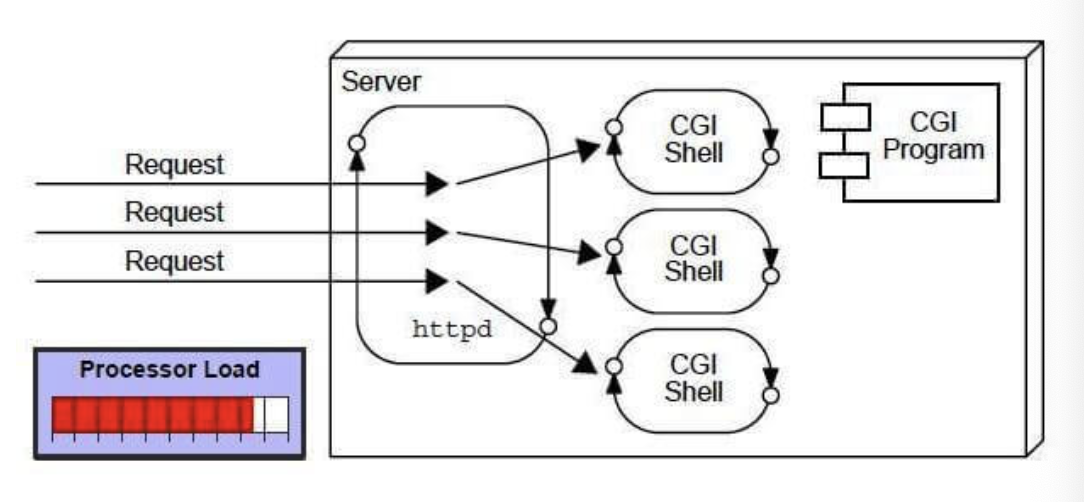 Server
CGI
Shell
CGI
Program
Request
Request
CGI
Shell
Request
httpd
CGI
Shell
Processor Load